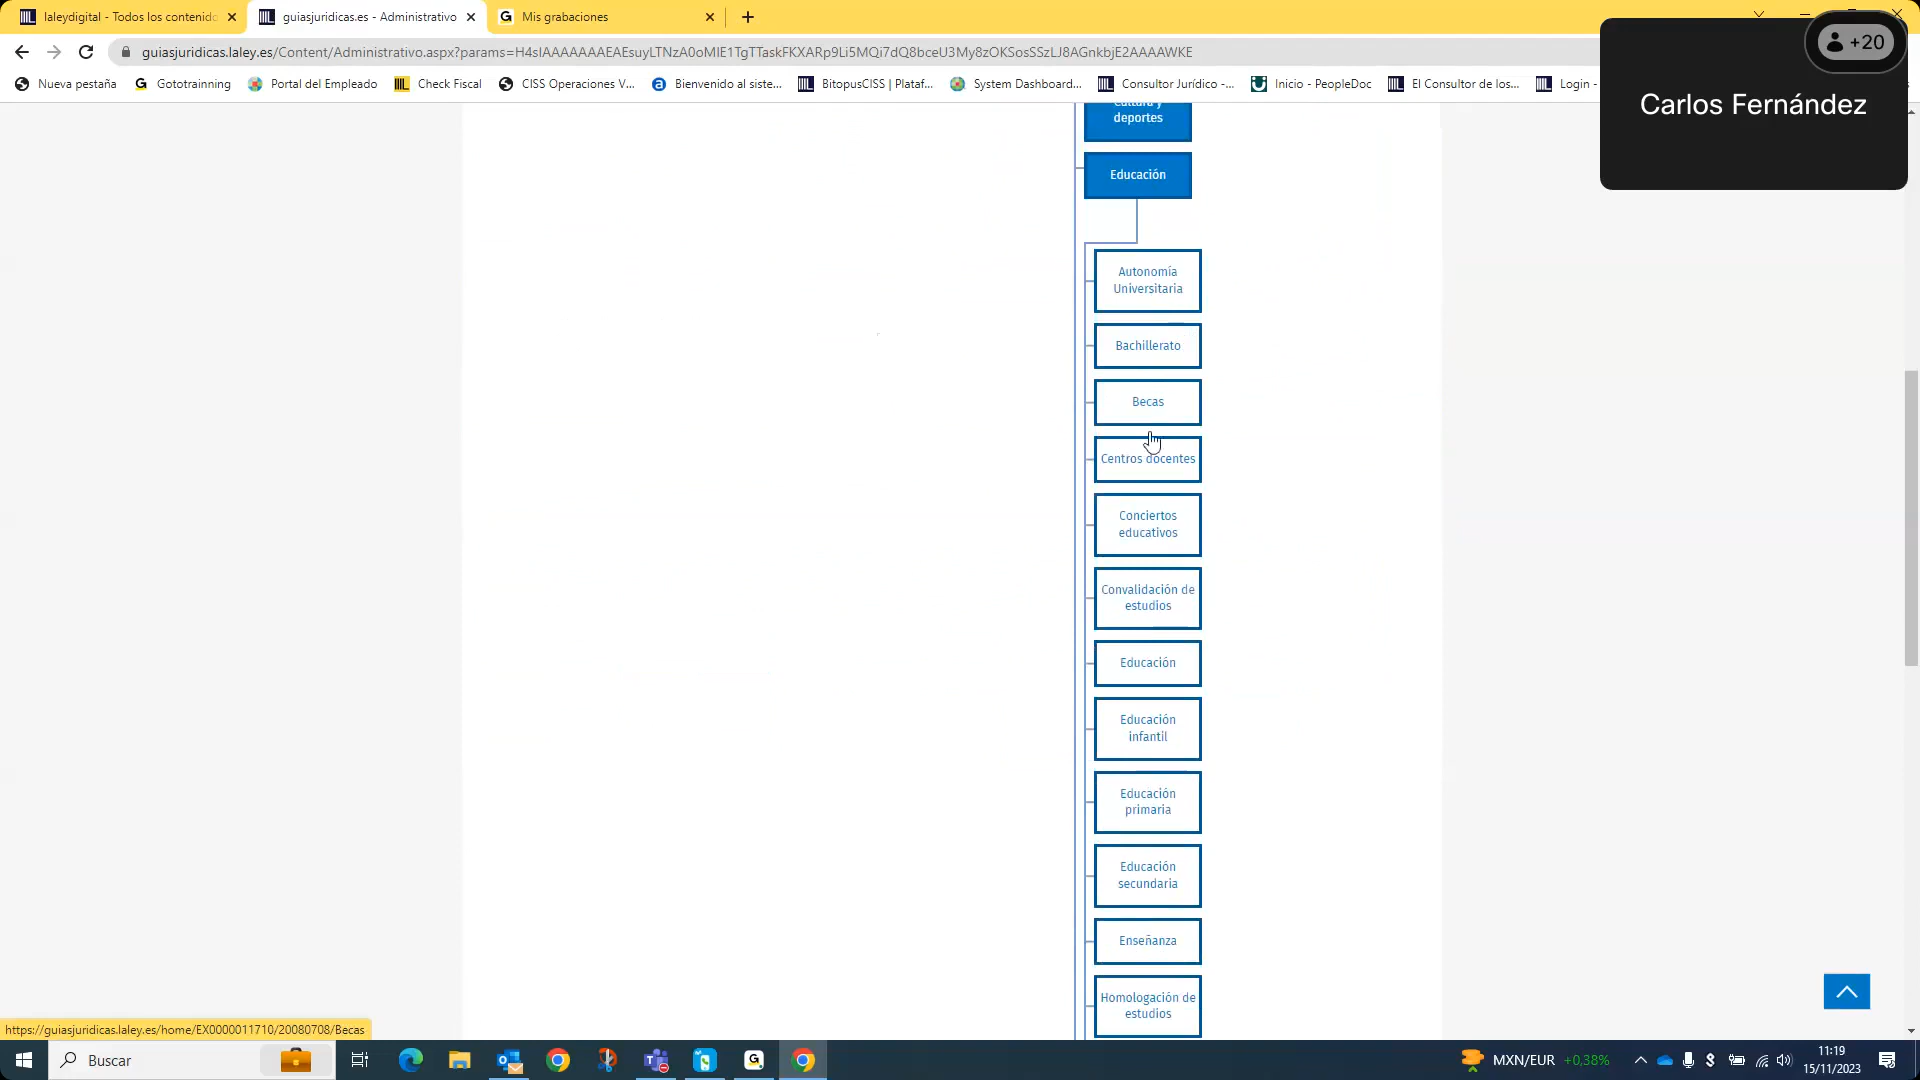 laleydigital - Todos los contenido
guiasjuridicas.es - Administrativo
G Mis grabaciones
guiasjuridicas.laley.es/Content/Administrativo.aspx?params=H4sIAAAAAAAEAEsuyLTNzA0oMIE1TgTTaskFKXARp9Li5MQi7dQ8bceU3My8zOKSosSSzLJ8AGnkbjE2AAAAWKE
Nueva pestaña
G Gototrainning
Portal del Empleado
Check Fiscal
CISS Operaciones V...
Bienvenido al siste...
BitopusCISS | Plataf...
System Dashboard...
Consultor Jurídico -...
Inicio - PeopleDoc
El Consultor de los...
Login -
+20
Carlos Fernández
Cultura y
deportes
Educación
Autonomía
Universitaria
Bachillerato
Becas
Centros docentes
Conciertos
educativos
Convalidación de
estudios
Educación
Educación
infantil
Educación
primaria
Educación
secundaria
Enseñanza
Homologación de
estudios
https://guiasjuridicas.laley.es/home/EX0000011710/20080708/Becas
Buscar
MXN/EUR +0,38%
11:19
15/11/2023